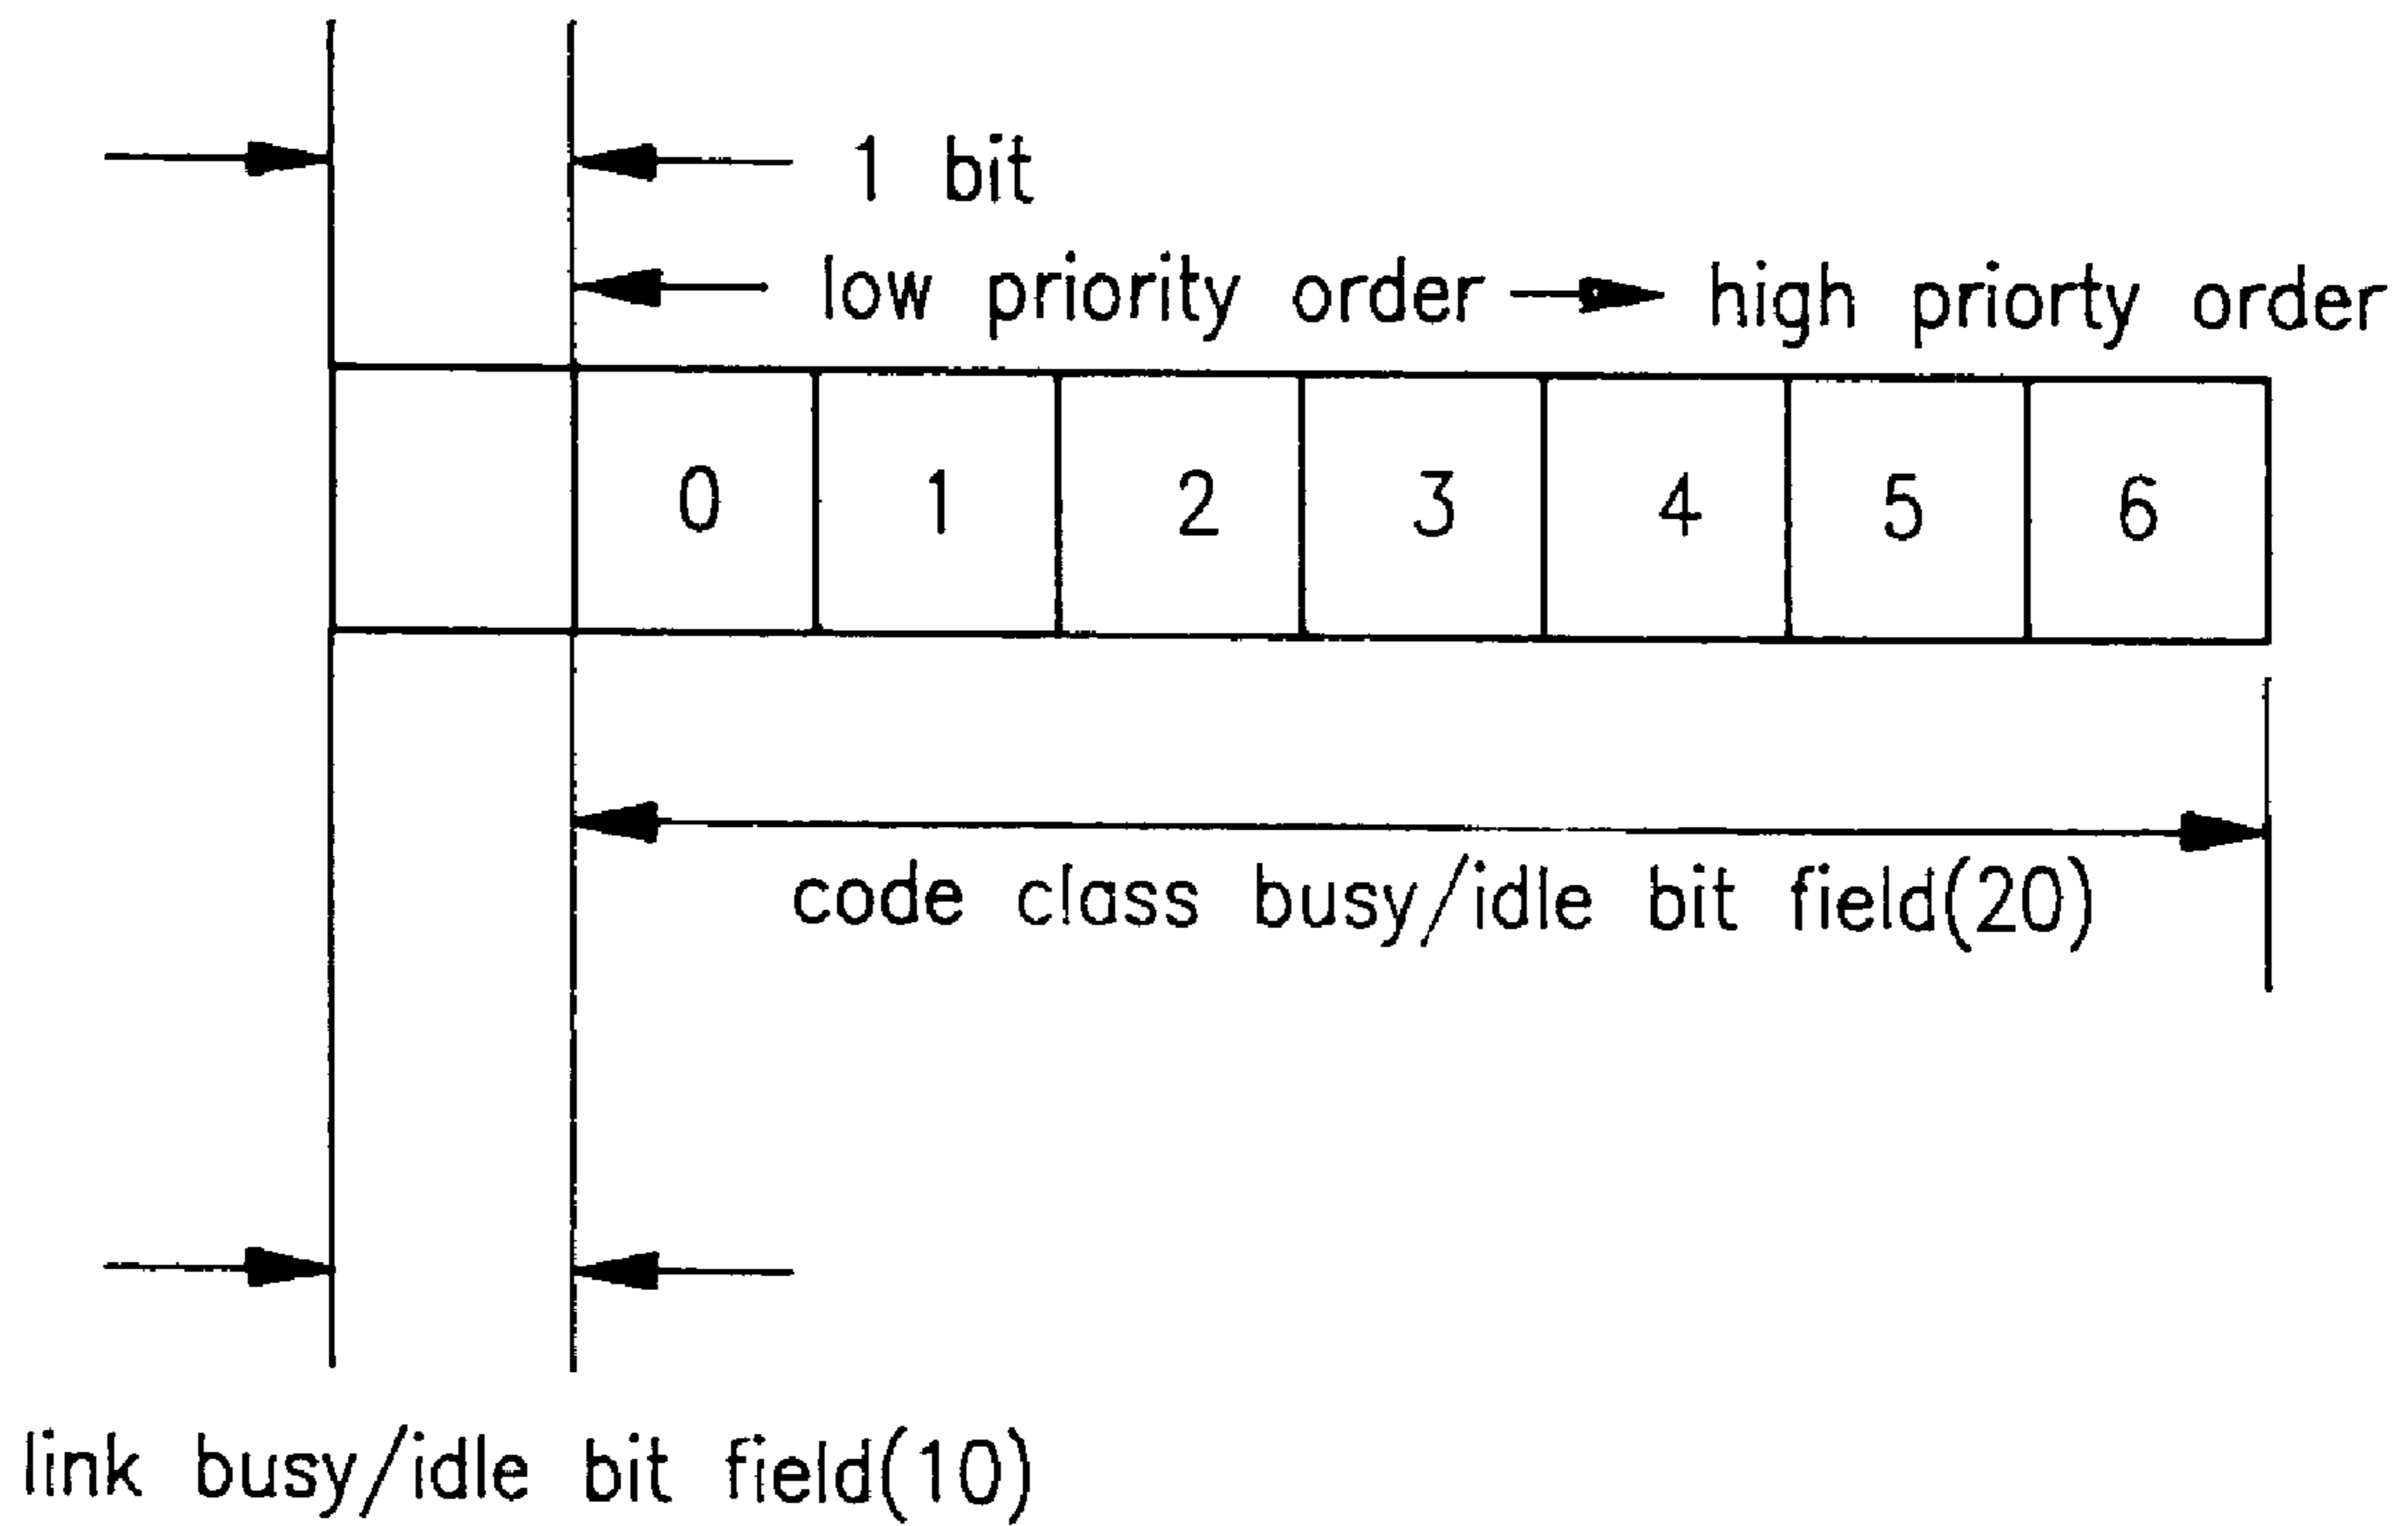 1 bit
low priority order high priorty order
0 1 2 3 4 5 6
code class busy/idle bit field(20)
link busy/idle bit field(10)